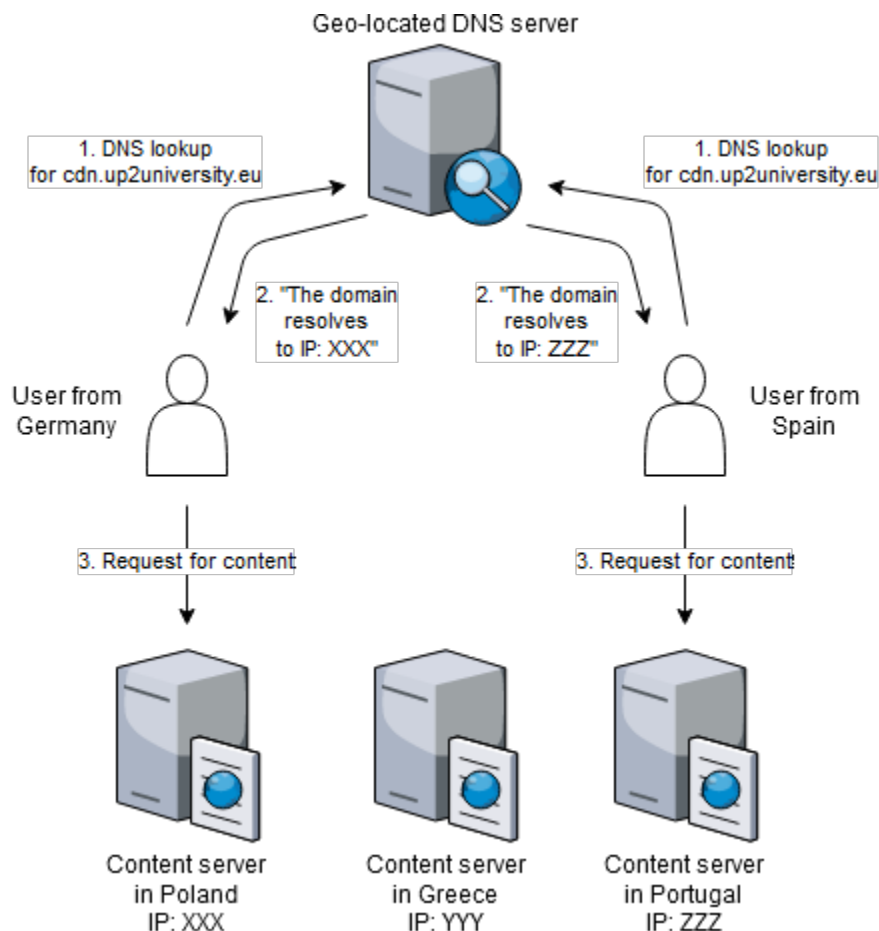 Geo-located DNS server
1. DNS lookup
for cdn.up2university.eu
1. DNS lookup
for cdn.up2university.eu
2. "The domain
resolves
to IP: XXX"
2. "The domain
resolves
to IP: ZZZ"
User from
Germany
User from
Spain
3. Request for content
3. Request for content
Content server
in Poland
IP: XXX
Content server
in Greece
IP: YYY
Content server
in Portugal
IP: ZZZ